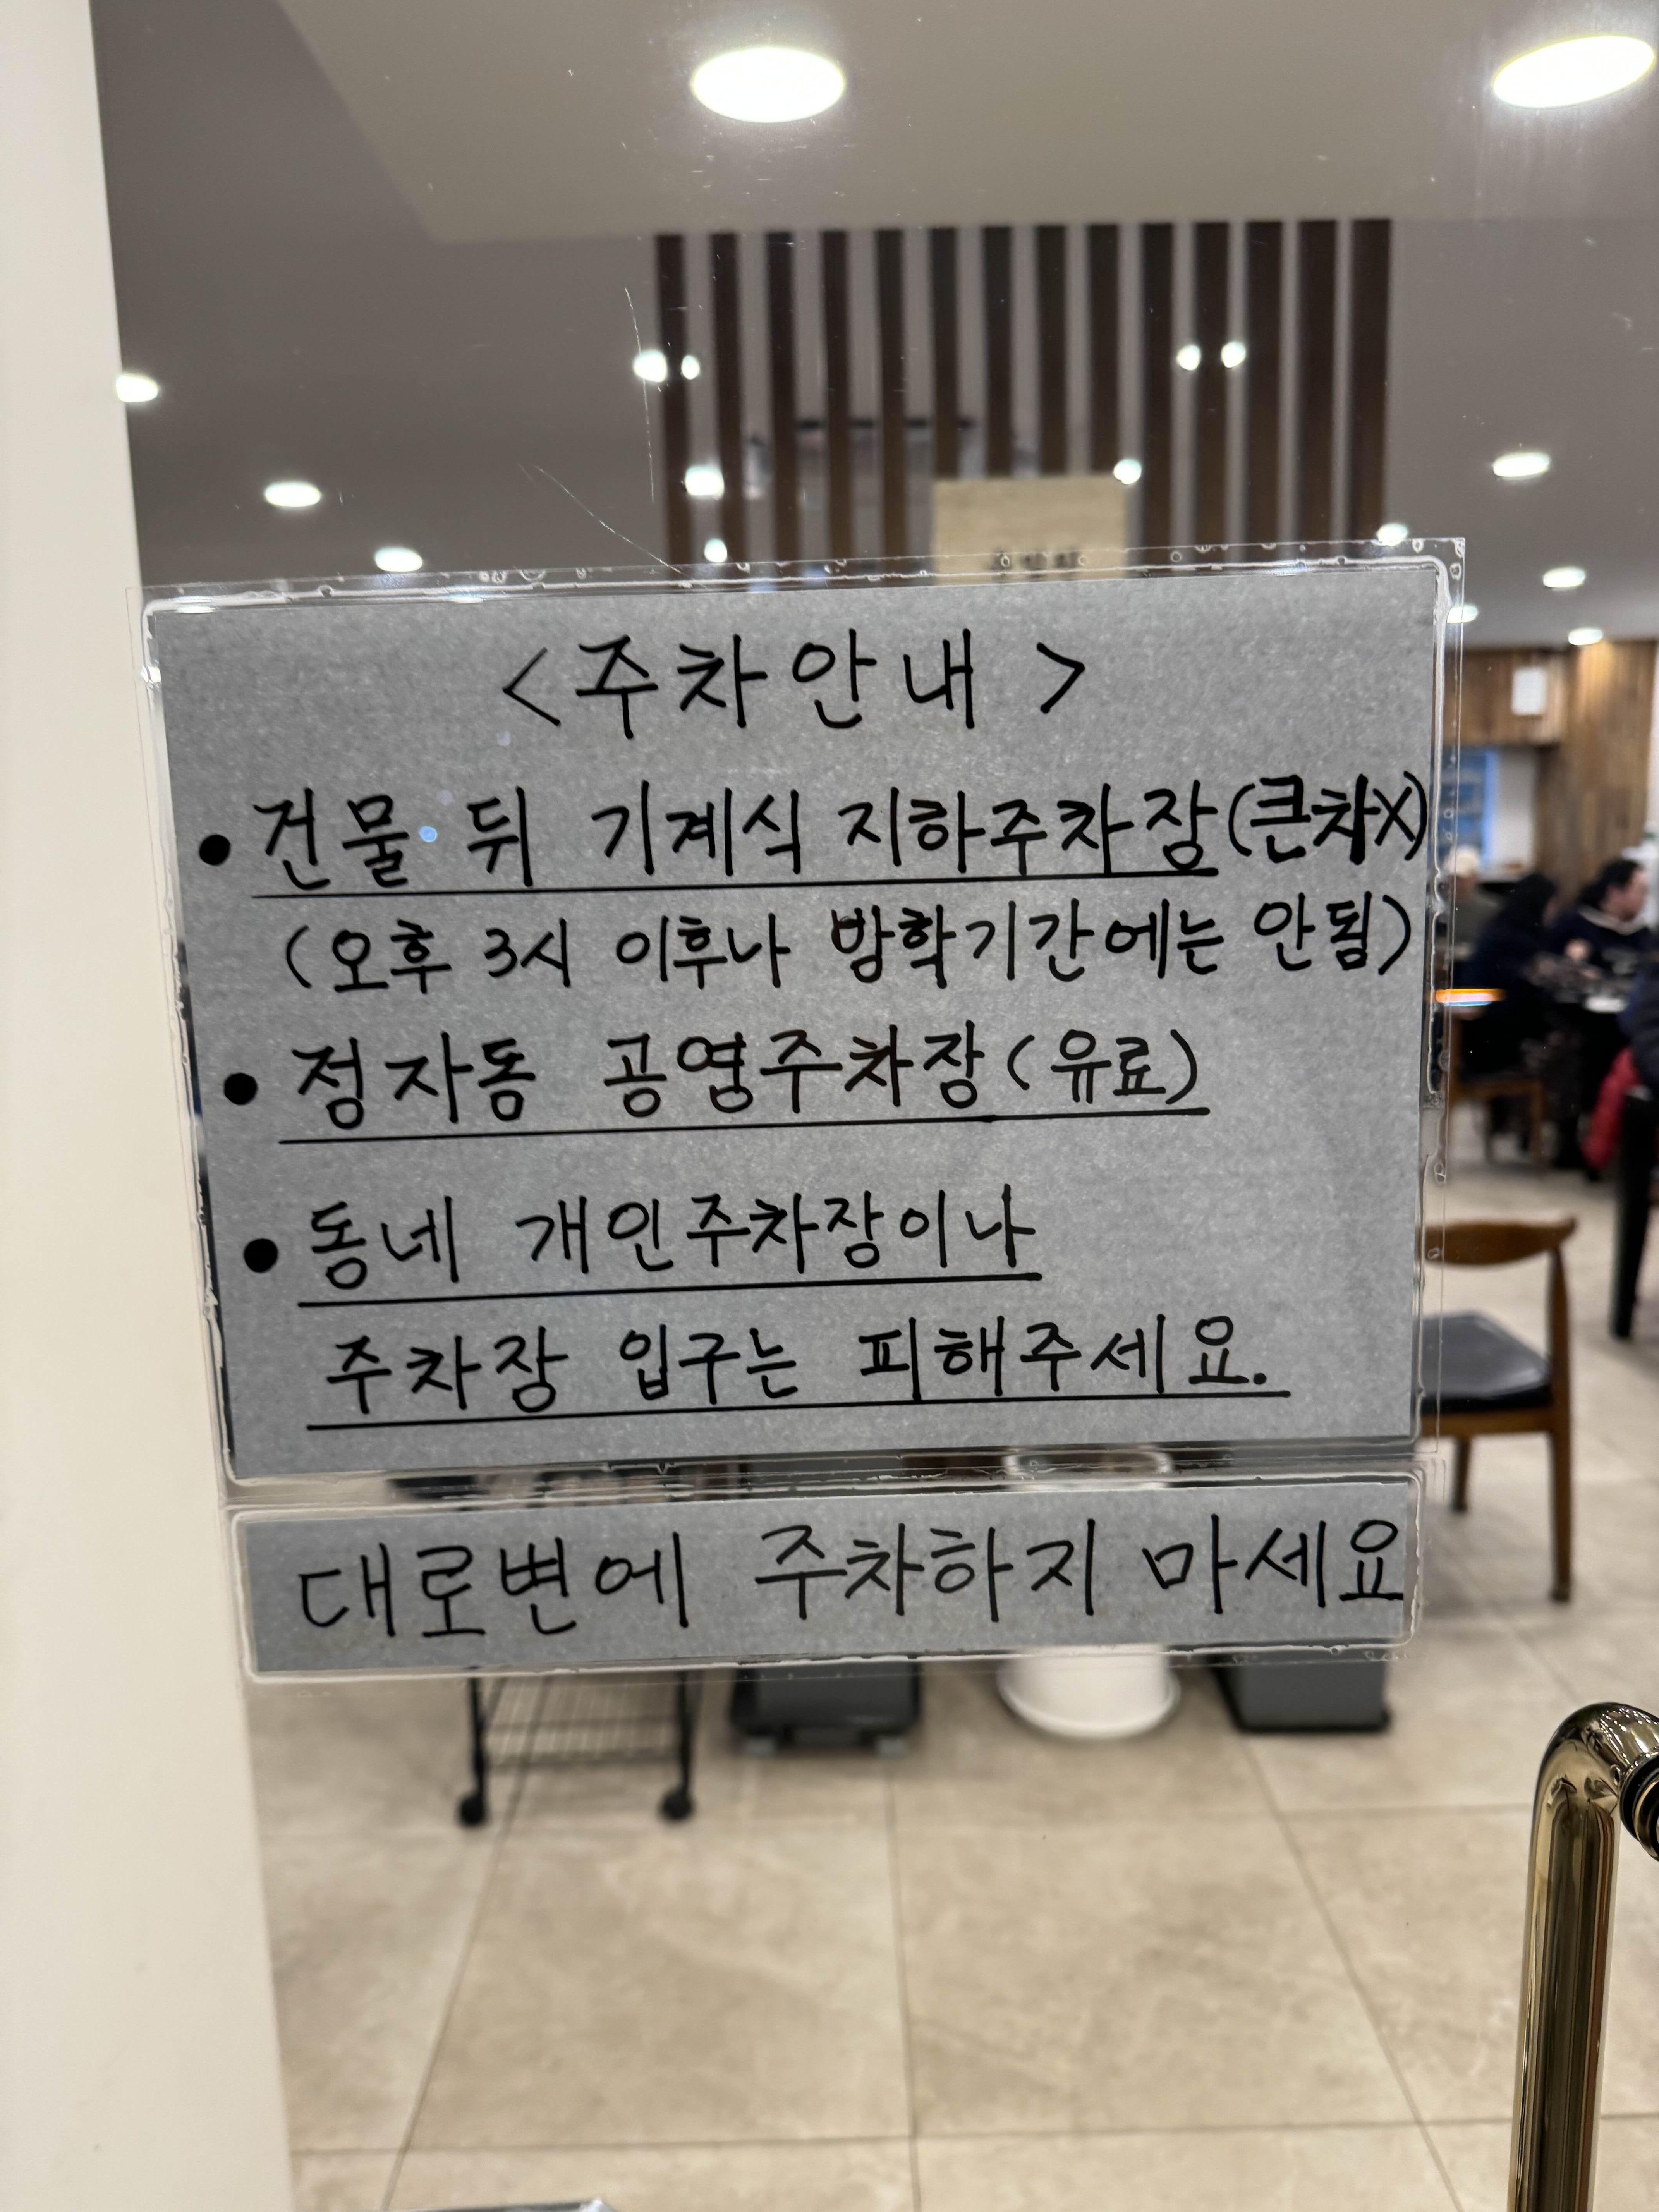 <주차안내>
• 건물 뒤 기계식 지하주차장(큰차X)
(오후 3시 이후나 방학기간에는 안됨)
• 정자동 공영주차장(유료)
• 동네 개인주차장이나
주차장 입구는 피해주세요.
대로변에 주차하지 마세요